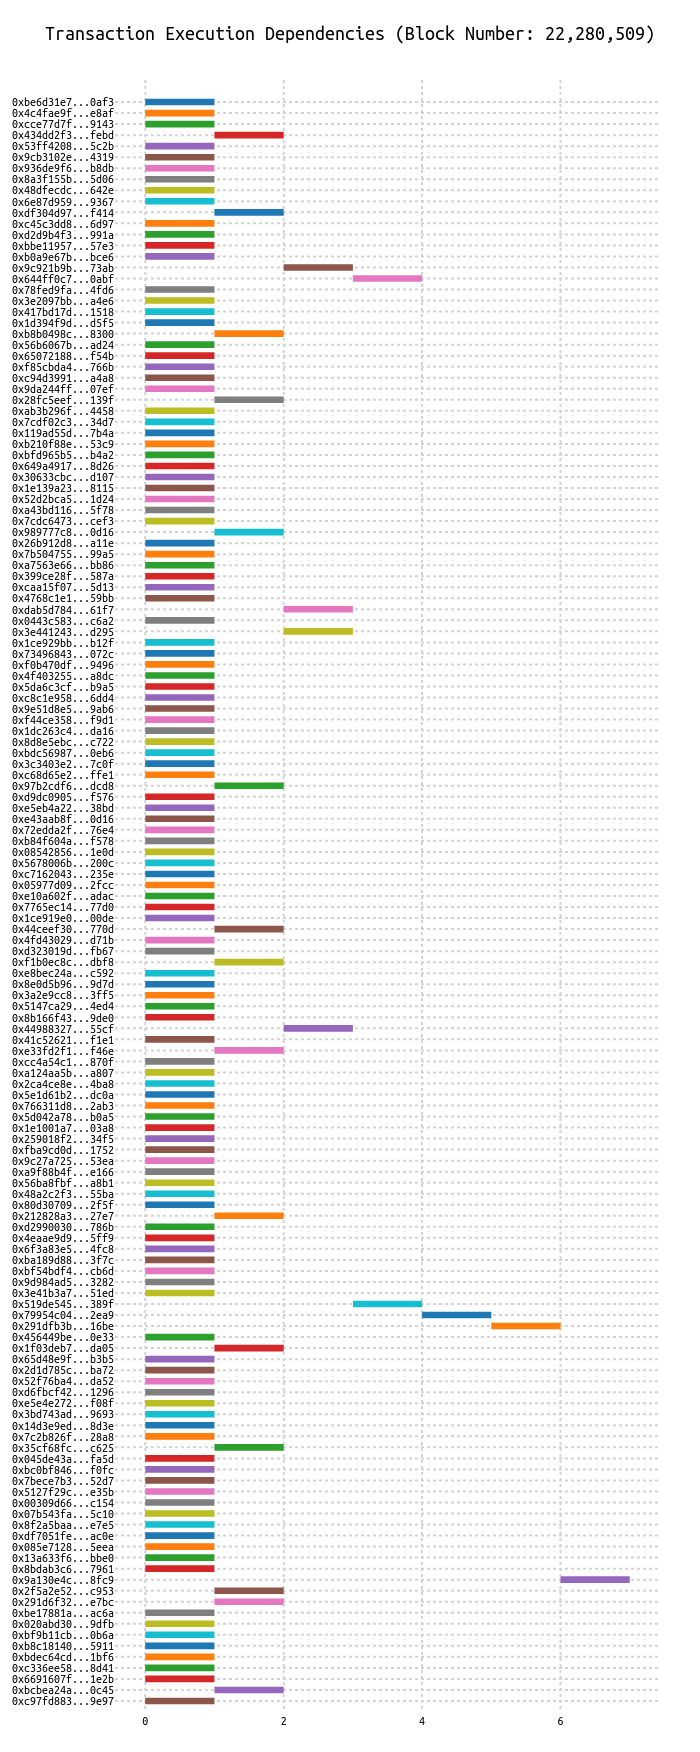 Transaction Execution Dependencies (Block Number: 22,280,509)
0xbe6d31e7...0af3
0x4c4fae9f...e8af
0xcce77d7f...9143
0x434dd2f3...febd
0x53ff4208...5c2b
0x9cb3102e...4319
0x936de9f6...b8db
0x8a3f155b...5d06
0x48dfecdc...642e
0x6e87d959...9367
0xdf304d97...f414
0xc45c3dd8...6d97
0xd2d9b4f3...991a
0xbbe11957...57e3
0xb0a9e67b...bce6
0x9c921b9b...73ab
0x644ff0c7...0abf
0x78fed9fa...4fd6
0x3e2097bb...a4e6
0x417bd17d...1518
0x1d394f9d...d5f5
0xb8b0498c...8300
0x56b6067b...ad24
0x65072188...f54b
0xf85cbda4...766b
0xc94d3991...a4a8
0x9da244ff...07ef
0x28fc5eef...139f
0xab3b296f...4458
0x7cdf02c3...34d7
0x119ad55d...7b4a
0xb210f88e...53c9
0xbfd965b5...b4a2
0x649a4917...8d26
0x30633cbc...d107
0x1e139a23...8115
0x52d2bca5...1d24
0xa43bd116...5f78
0x7cdc6473...cef3
0x989777c8...0d16
0x26b912d8...a11e
0x7b504755...99a5
0xa7563e66...bb86
0x399ce28f...587a
0xcaa15f07...5d13
0x4768c1e1...59bb
0xdab5d784...61f7
0x0443c583...c6a2
0x3e441243...d295
0x1ce929bb...b12f
0x73496843...072c
0xf0b470df...9496
0x4f403255...a8dc
0x5da6c3cf...b9a5
0xc8c1e958...6dd4
0x9e51d8e5...9ab6
0xf44ce358...f9d1
0x1dc263c4...da16
0x8d8e5ebc...c722
0xbdc56987...0eb6
0x3c3403e2...7c0f
0xc68d65e2...ffe1
0x97b2cdf6...dcd8
0xd9dc0905...f576
0xe5eb4a22...38bd
0xe43aab8f...0d16
0x72edda2f...76e4
0xb84f604a...f578
0x08542856...1e0d
0x5678006b...200c
0xc7162043...235e
0x05977d09...2fcc
0xe10a602f...adac
0x7765ec14...77d0
0x1ce919e0...00de
0x44ceef30...770d
0x4fd43029...d71b
0xd323019d...fb67
0xf1b0ec8c...dbf8
0xe8bec24a...c592
0x8e0d5b96...9d7d
0x3a2e9cc8...3ff5
0x5147ca29...4ed4
0x8b166f43...9de0
0x44988327...55cf
0x41c52621...f1e1
0xe33fd2f1...f46e
0xcc4a54c1...870f
0xa124aa5b...a807
0x2ca4ce8e...4ba8
0x5e1d61b2...dc0a
0x766311d8...2ab3
0x5d042a78...b0a5
0x1e1001a7...03a8
0x259018f2...34f5
0xfba9cd0d...1752
0x9c27a725...53ea
0xa9f88b4f...e166
0x56ba8fbf...a8b1
0x48a2c2f3...55ba
0x80d30709...2f5f
0x212828a3...27e7
0xd2990030...786b
0x4eaae9d9...5ff9
0x6f3a83e5...4fc8
0xba189d88...3f7c
0xbf54bdf4...cb6d
0x9d984ad5...3282
0x3e41b3a7...51ed
0x519de545...389f
0x79954c04...2ea9
0x291dfb3b...16be
0x456449be...0e33
0x1f03deb7...da05
0x65d48e9f...b3b5
0x2d1d785c...ba72
0x52f76ba4...da52
0xd6fbcf42...1296
0xe5e4e272...f08f
0x3bd743ad...9693
0x14d3e9ed...8d3e
0x7c2b826f...28a8
0x35cf68fc...c625
0x045de43a...fa5d
0xbc0bf846...f0fc
0x7bece7b3...52d7
0x5127f29c...e35b
0x00309d66...c154
0x07b543fa...5c10
0x8f2a5baa...e7e5
0xdf7051fe...ac0e
0x085e7128...5eea
0x13a633f6...bbe0
0x8bdab3c6...7961
0x9a130e4c...8fc9
0x2f5a2e52...c953
0x291d6f32...e7bc
0xbe17881a...ac6a
0x020abd30...9dfb
0xbf9b11cb...0b6a
0xb8c18140...5911
0xbdec64cd...1bf6
0xc336ee58...8d41
0x6691607f...1e2b
0xbcbea24a...0c45
0xc97fd883...9e97
0 2 4 6